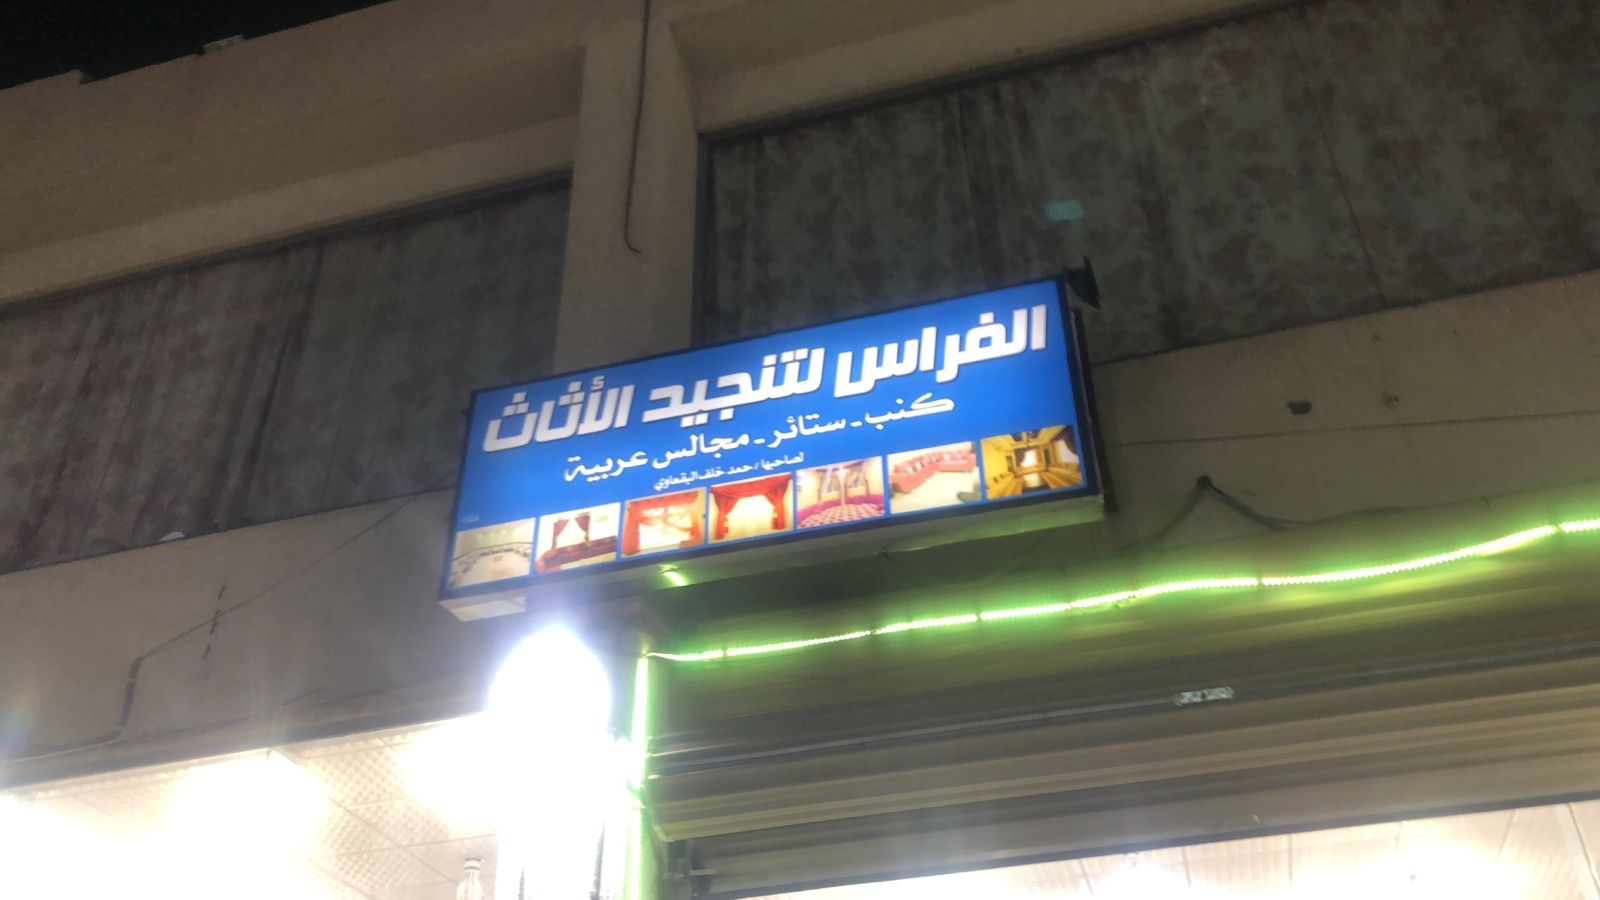 الفراس لتنجيد الأثاث
كنب - ستائر - مجالس عربية
لصاحبها / حمد خلف البقعاوي